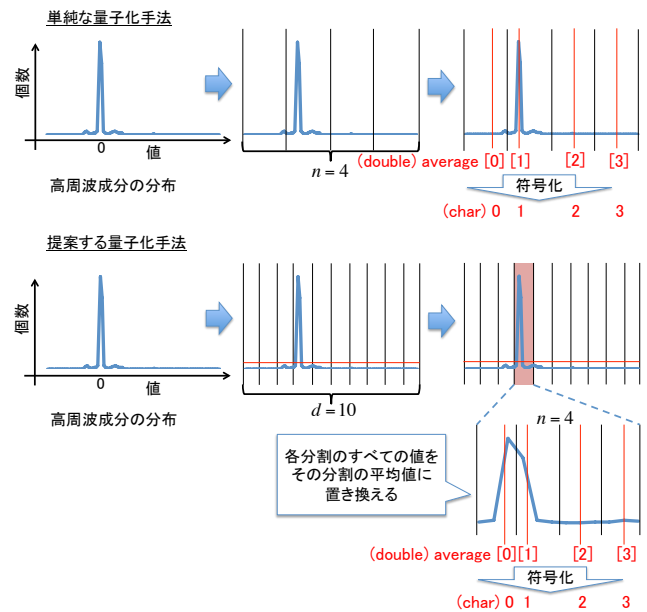 単純な量子化手法
個数
0
値
高周波成分の分布
n = 4
(double) average [0] [1] [2] [3]
符号化
(char) 0 1 2 3
提案する量子化手法
個数
0
値
高周波成分の分布
d = 10
n = 4
各分割のすべての値を
その分割の平均値に
置き換える
(double) average [0] [1] [2] [3]
符号化
(char) 0 1 2 3